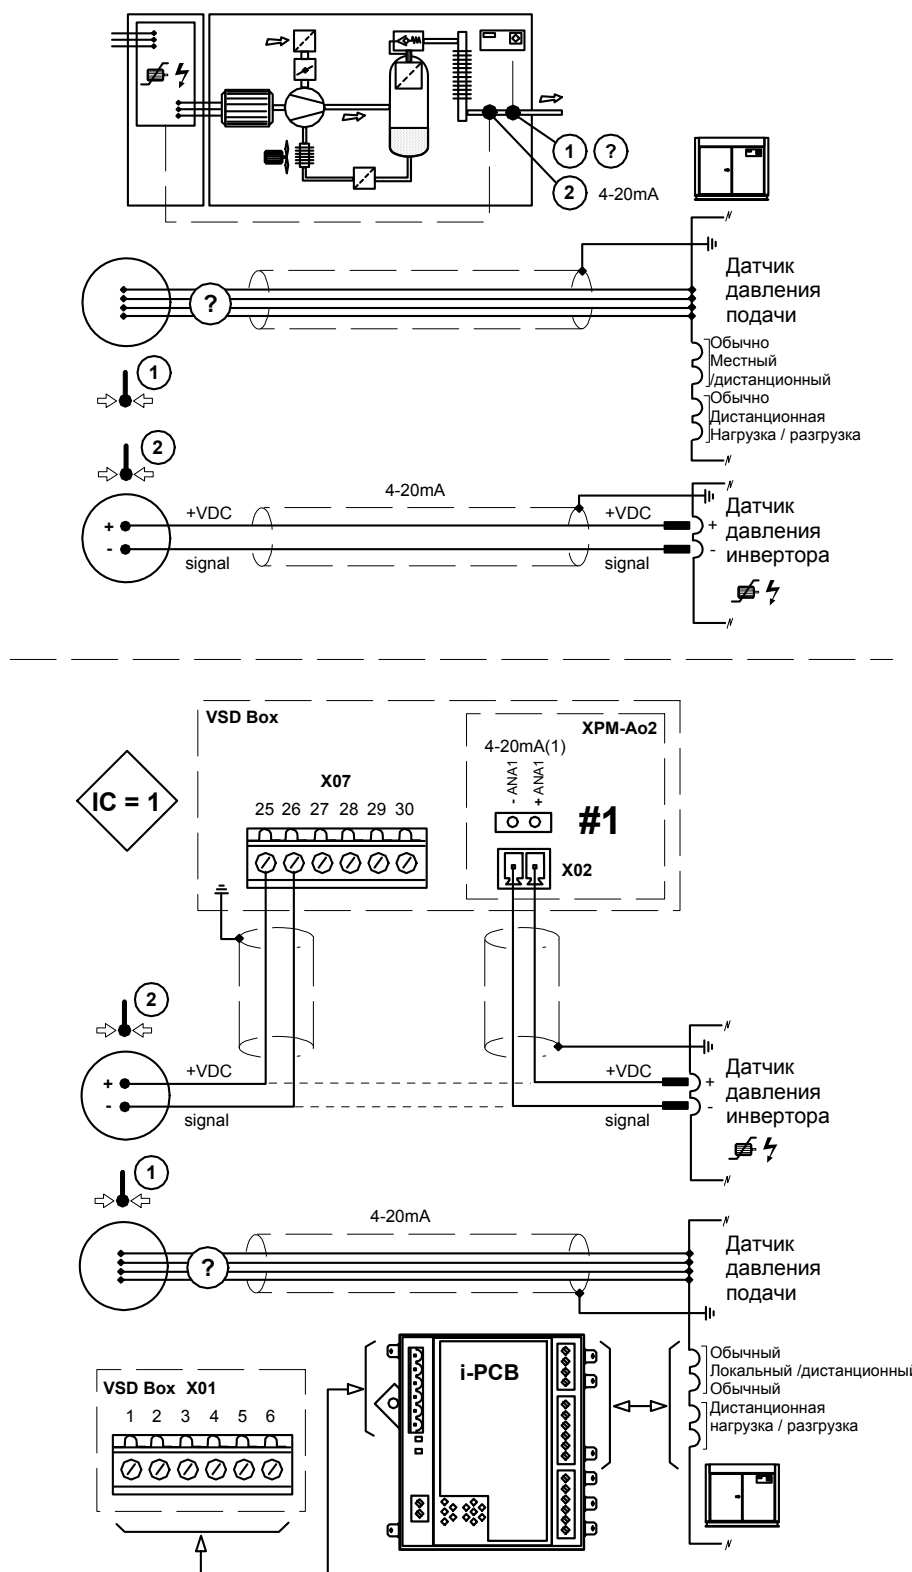 1 ?
2 4-20mA
Датчик
давления
подачи
?
Обычно
Местный
/дистанционный
Обычно
Дистанционная
Нагрузка / разгрузка
1
2
4-20mA
+ +VDC +VDC +
- signal signal -
Датчик
давления
инвертора
VSD Box
XPM-Ao2
4-20mA(1)
- ANA1
+ ANA1
IC = 1
X07
25 26 27 28 29 30
#1
X02
2
+ +VDC +VDC +
- signal signal -
Датчик
давления
инвертора
1
4-20mA
?
Датчик
давления
подачи
Обычный
Локальный /дистанционный
Обычный
Дистанционная
нагрузка / разгрузка
i-PCB
VSD Box X01
1 2 3 4 5 6